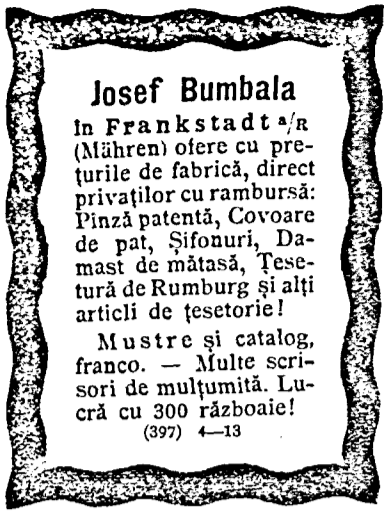 Josef Bumbala
în Frankstadt a/R
(Mähren) ofere cu pre-
țurile de fabrică, direct
privaților cu rambursă:
Pinză patentă, Covoare
de pat, Șifonuri, Da-
mast de mătasă, Țese-
tură de Rumburg și alți
articli de țesetorie!
Mustre și catalog,
franco. — Multe scri-
sori de mulțumită. Lu-
cră cu 300 războaie!
(397) 4—13